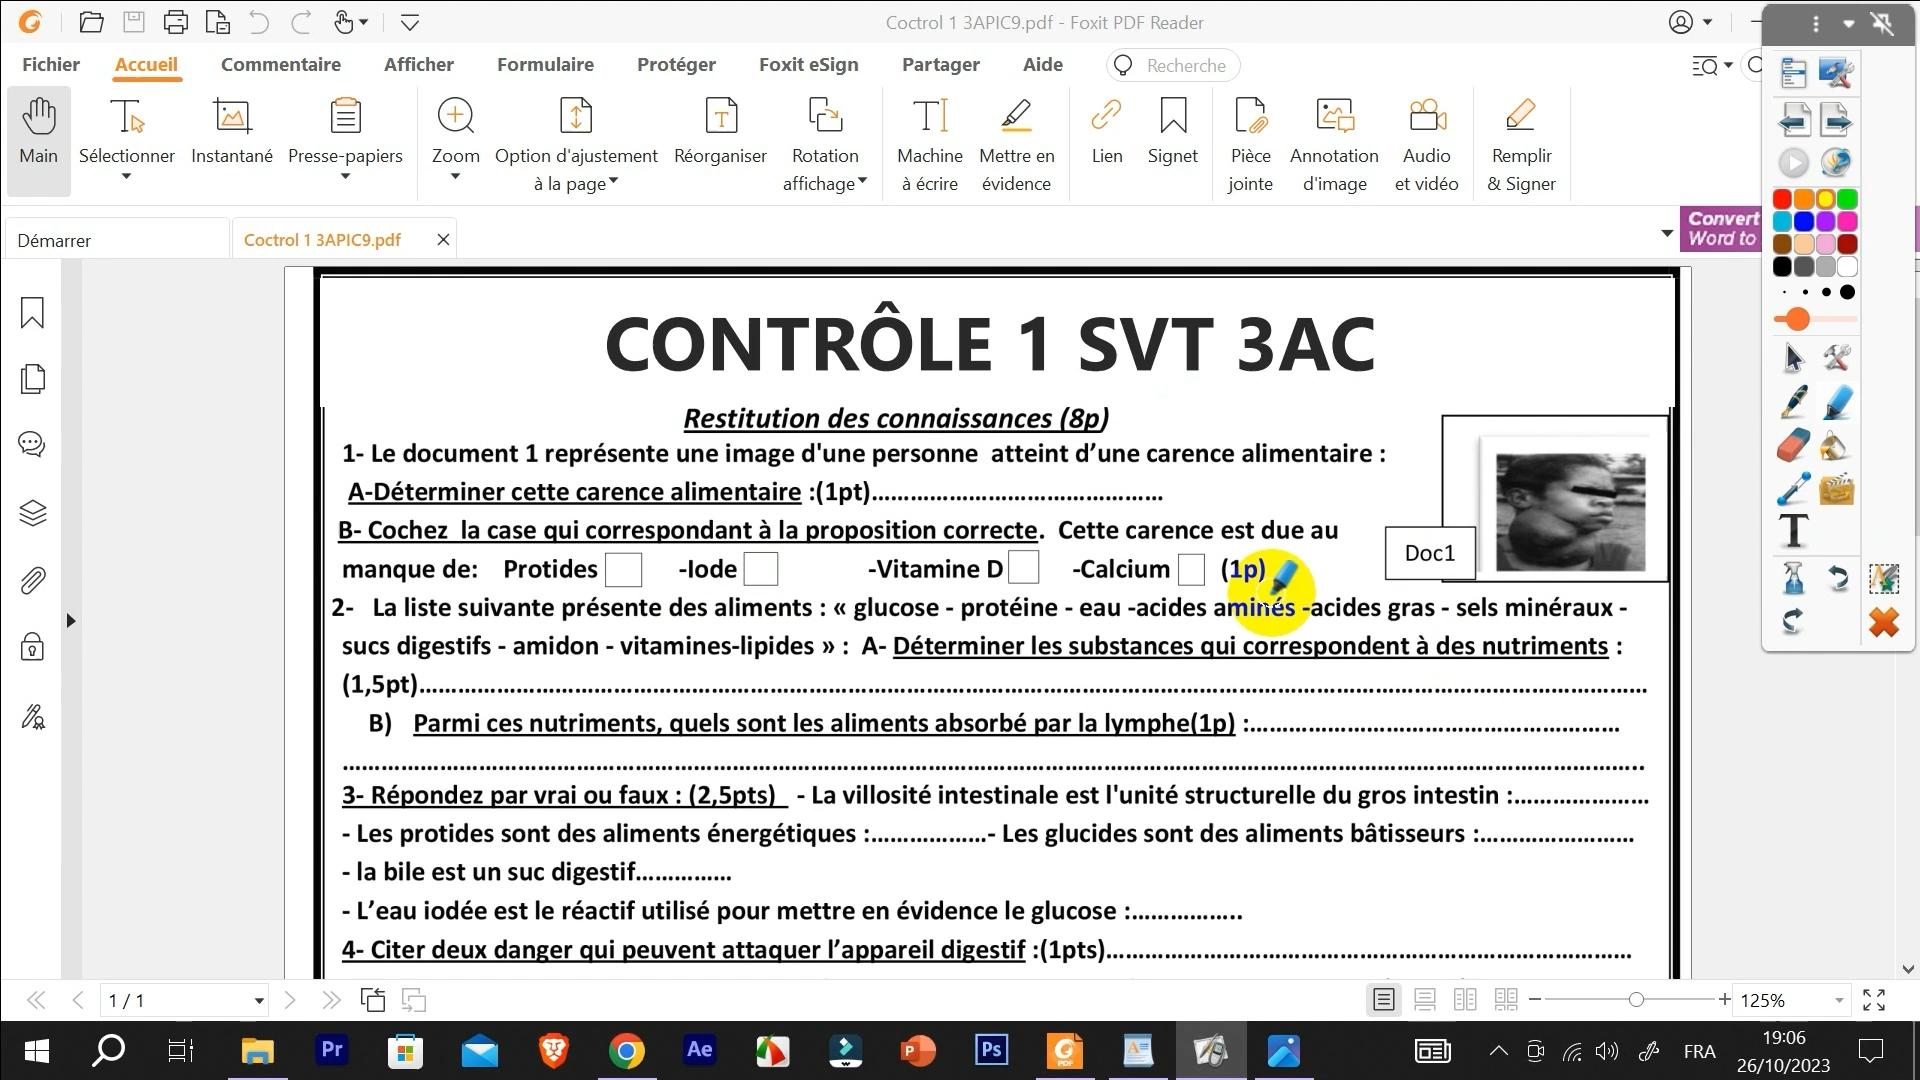 Coctrol 1 3APIC9.pdf - Foxit PDF Reader
Fichier Accueil Commentaire Afficher Formulaire Protéger Foxit eSign Partager Aide Recherche
Main
Sélectionner
Instantané
Presse-papiers
Zoom
Option d'ajustement
à la page
Réorganiser
Rotation
affichage
Machine
à écrire
Mettre en
évidence
Lien
Signet
Pièce
jointe
Annotation
d'image
Audio
et vidéo
Remplir
& Signer
Démarrer
Coctrol 1 3APIC9.pdf
Convert
Word to
CONTRÔLE 1 SVT 3AC
Restitution des connaissances (8p)
1- Le document 1 représente une image d'une personne atteint d’une carence alimentaire :
A-Déterminer cette carence alimentaire :(1pt)……………………………………
B- Cochez la case qui correspondant à la proposition correcte. Cette carence est due au
manque de: Protides -Iode -Vitamine D -Calcium (1p)
Doc1
2- La liste suivante présente des aliments : « glucose - protéine - eau -acides aminés -acides gras - sels minéraux -
sucs digestifs - amidon - vitamines-lipides » : A- Déterminer les substances qui correspondent à des nutriments :
(1,5pt)………………………………………………………………………………………………………………………………
B) Parmi ces nutriments, quels sont les aliments absorbé par la lymphe(1p) :………………………………………
………………………………………………………………………………………………………………………………………..
3- Répondez par vrai ou faux : (2,5pts) - La villosité intestinale est l'unité structurelle du gros intestin :…………………
- Les protides sont des aliments énergétiques :………………- Les glucides sont des aliments bâtisseurs :…………………
- la bile est un suc digestif……………
- L’eau iodée est le réactif utilisé pour mettre en évidence le glucose :……………..
4- Citer deux danger qui peuvent attaquer l’appareil digestif :(1pts)……………………………………………………………
1 / 1
125%
Pr
Ae
P
Ps
PDF
FRA
19:06
26/10/2023